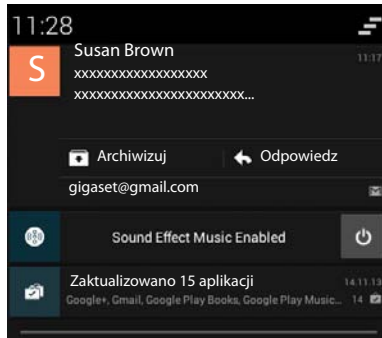 11:28
S
Susan Brown
11:17
xxxxxxxxxxxxxxxxxx
xxxxxxxxxxxxxxxxxxxxxxx...
Archiwizuj
Odpowiedz
gigaset@gmail.com
Sound Effect Music Enabled
Zaktualizowano 15 aplikacji
14.11.13
Google+, Gmail, Google Play Books, Google Play Music...
14